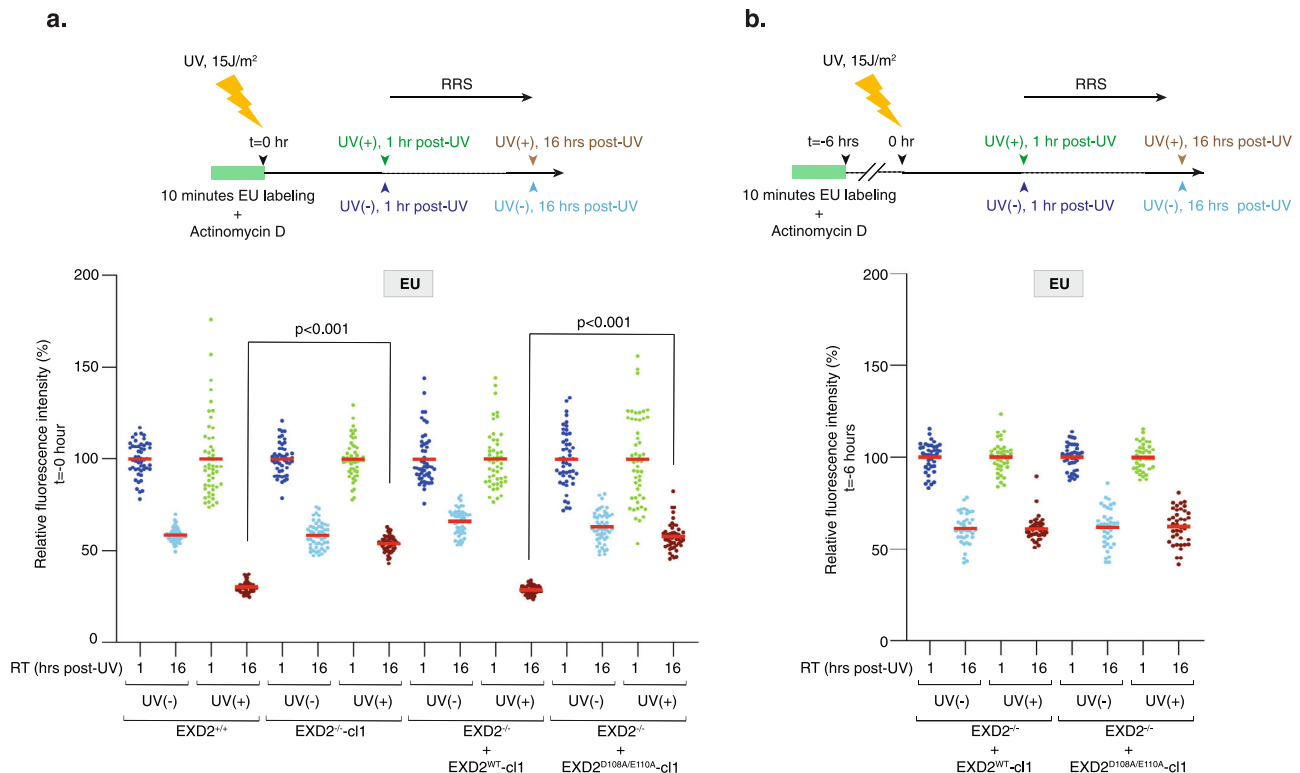 a.
UV, 15J/m²
RRS
t=0 hr
UV(+), 1 hr post-UV
UV(+), 16 hrs post-UV
10 minutes EU labeling
+
Actinomycin D
UV(-), 1 hr post-UV
UV(-), 16 hrs post-UV
EU
Relative fluorescence intensity (%)
t=-0 hour
200
150
100
50
0
p<0.001
p<0.001
RT (hrs post-UV) 1 16 1 16 1 16 1 16 1 16 1 16 1 16 1 16
UV(-) UV(+) UV(-) UV(+) UV(-) UV(+) UV(-) UV(+)
EXD2+/+
EXD2-/--cl1
EXD2-/-
+
EXD2WT-cl1
EXD2-/-
+
EXD2D108A/E110A-cl1
b.
UV, 15J/m²
RRS
t=-6 hrs
0 hr
UV(+), 1 hr post-UV
UV(+), 16 hrs post-UV
10 minutes EU labeling
+
Actinomycin D
UV(-), 1 hr post-UV
UV(-), 16 hrs post-UV
EU
Relative fluorescence intensity (%)
t=-6 hours
200
150
100
50
0
RT (hrs post-UV) 1 16 1 16 1 16 1 16
UV(-) UV(+) UV(-) UV(+)
EXD2-/-
+
EXD2WT-cl1
EXD2-/-
+
EXD2D108A/E110A-cl1